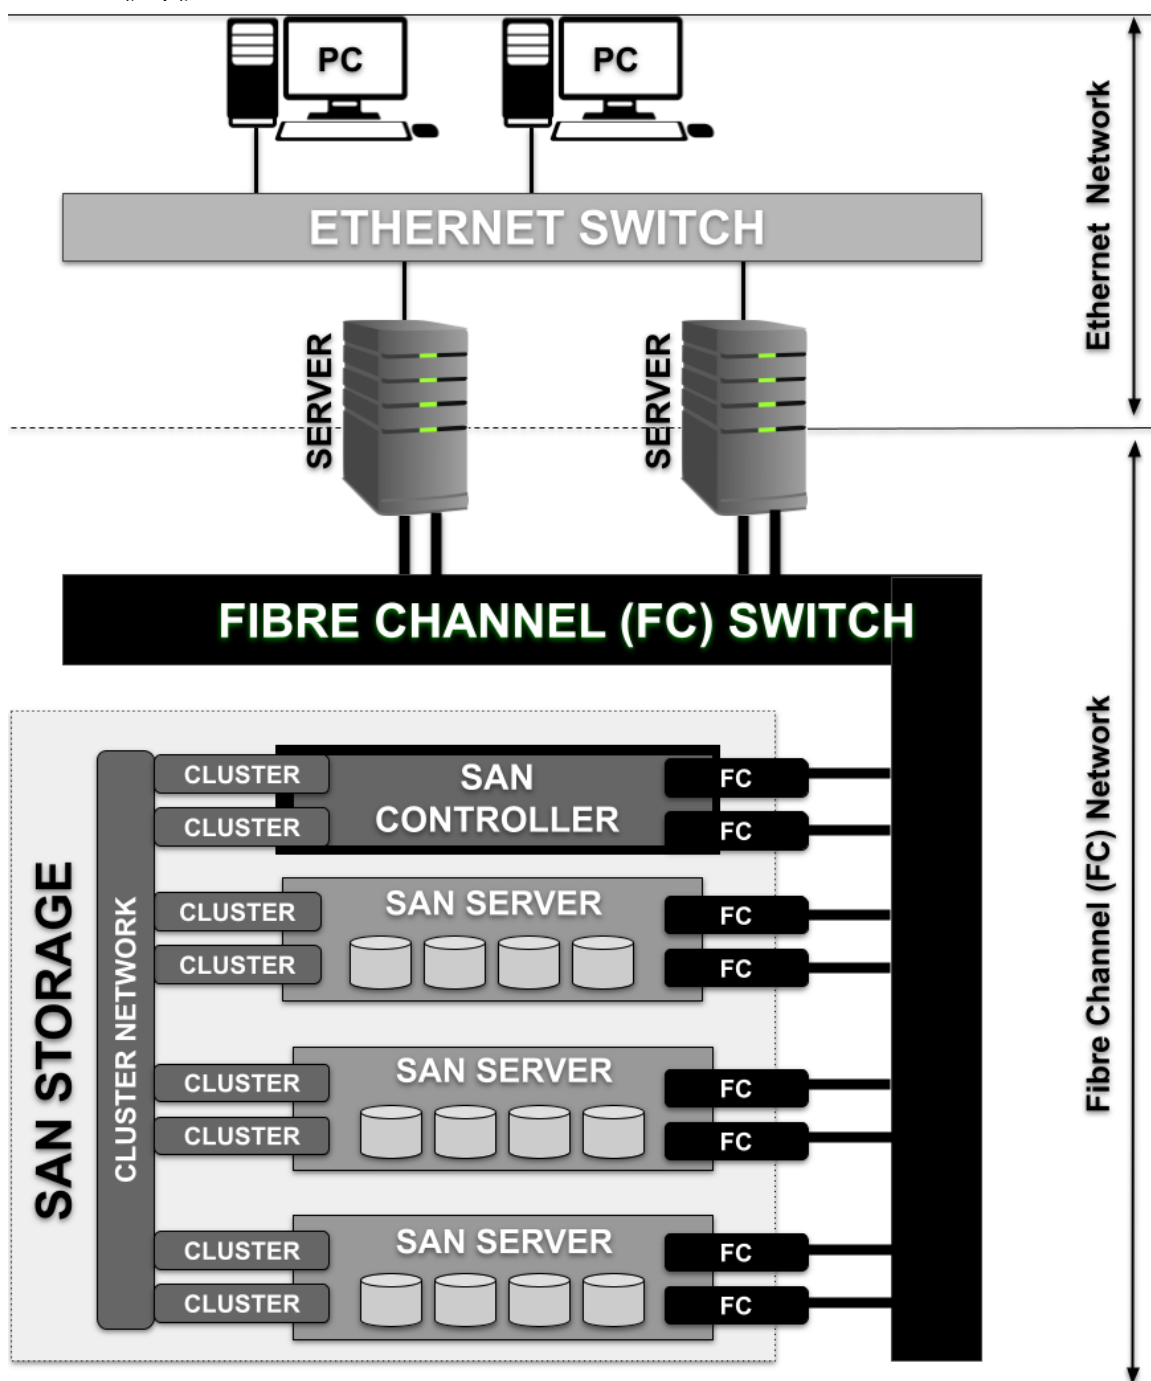 PC
PC
Ethernet Network
ETHERNET SWITCH
SERVER
SERVER
FIBRE CHANNEL (FC) SWITCH
Fibre Channel (FC) Network
SAN STORAGE
CLUSTER NETWORK
CLUSTER
CLUSTER
SAN
CONTROLLER
FC
FC
CLUSTER
CLUSTER
SAN SERVER
FC
FC
CLUSTER
CLUSTER
SAN SERVER
FC
FC
CLUSTER
CLUSTER
SAN SERVER
FC
FC